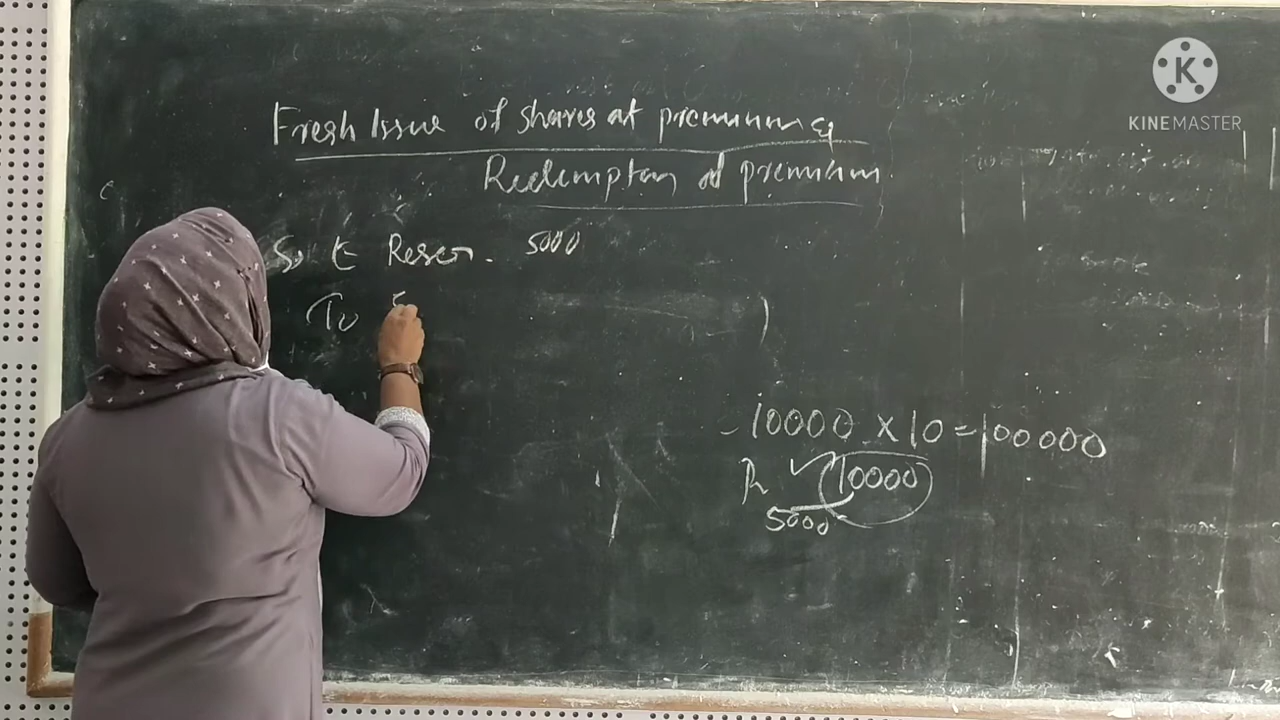 Fresh Issue of shares at premium &
Redemption at premium
Reser. 5000
To
10000 X 10 = 100000
10000
5000
KINEMASTER